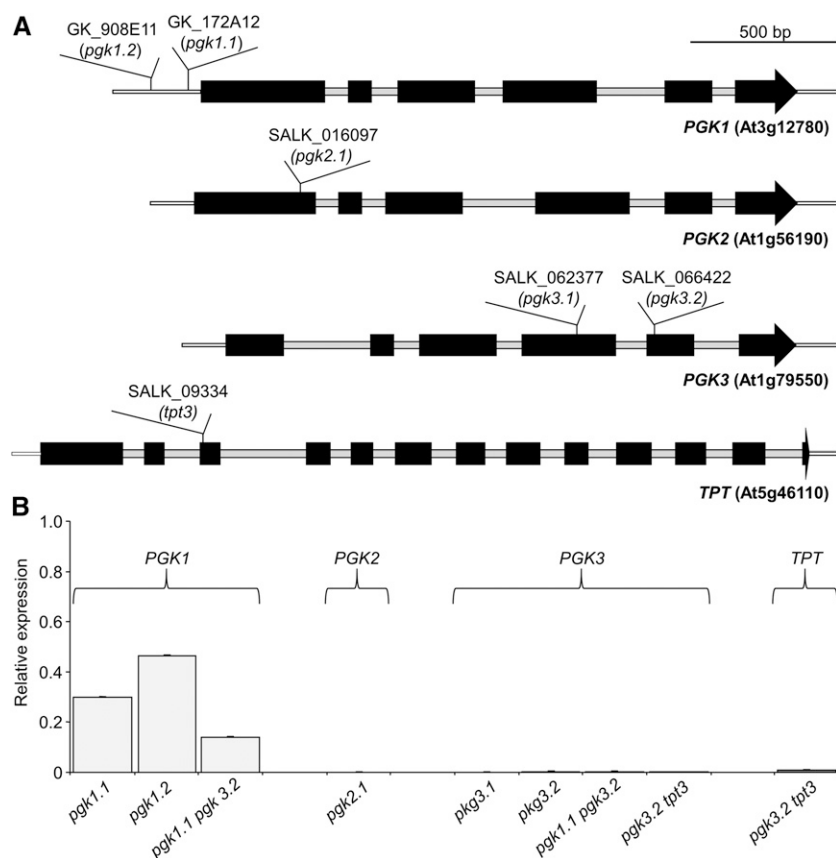 A
GK_908E11
(pgk1.2)
GK_172A12
(pgk1.1)
500 bp
PGK1 (At3g12780)
SALK_016097
(pgk2.1)
PGK2 (At1g56190)
SALK_062377
(pgk3.1)
SALK_066422
(pgk3.2)
PGK3 (At1g79550)
SALK_09334
(tpt3)
TPT (At5g46110)
B
Relative expression
1.0
0.8
0.6
0.4
0.2
0
PGK1
PGK2
PGK3
TPT
pgk1.1
pgk1.2
pgk1.1 pgk 3.2
pgk2.1
pkg3.1
pkg3.2
pgk1.1 pgk3.2
pgk3.2 tpt3
pgk3.2 tpt3